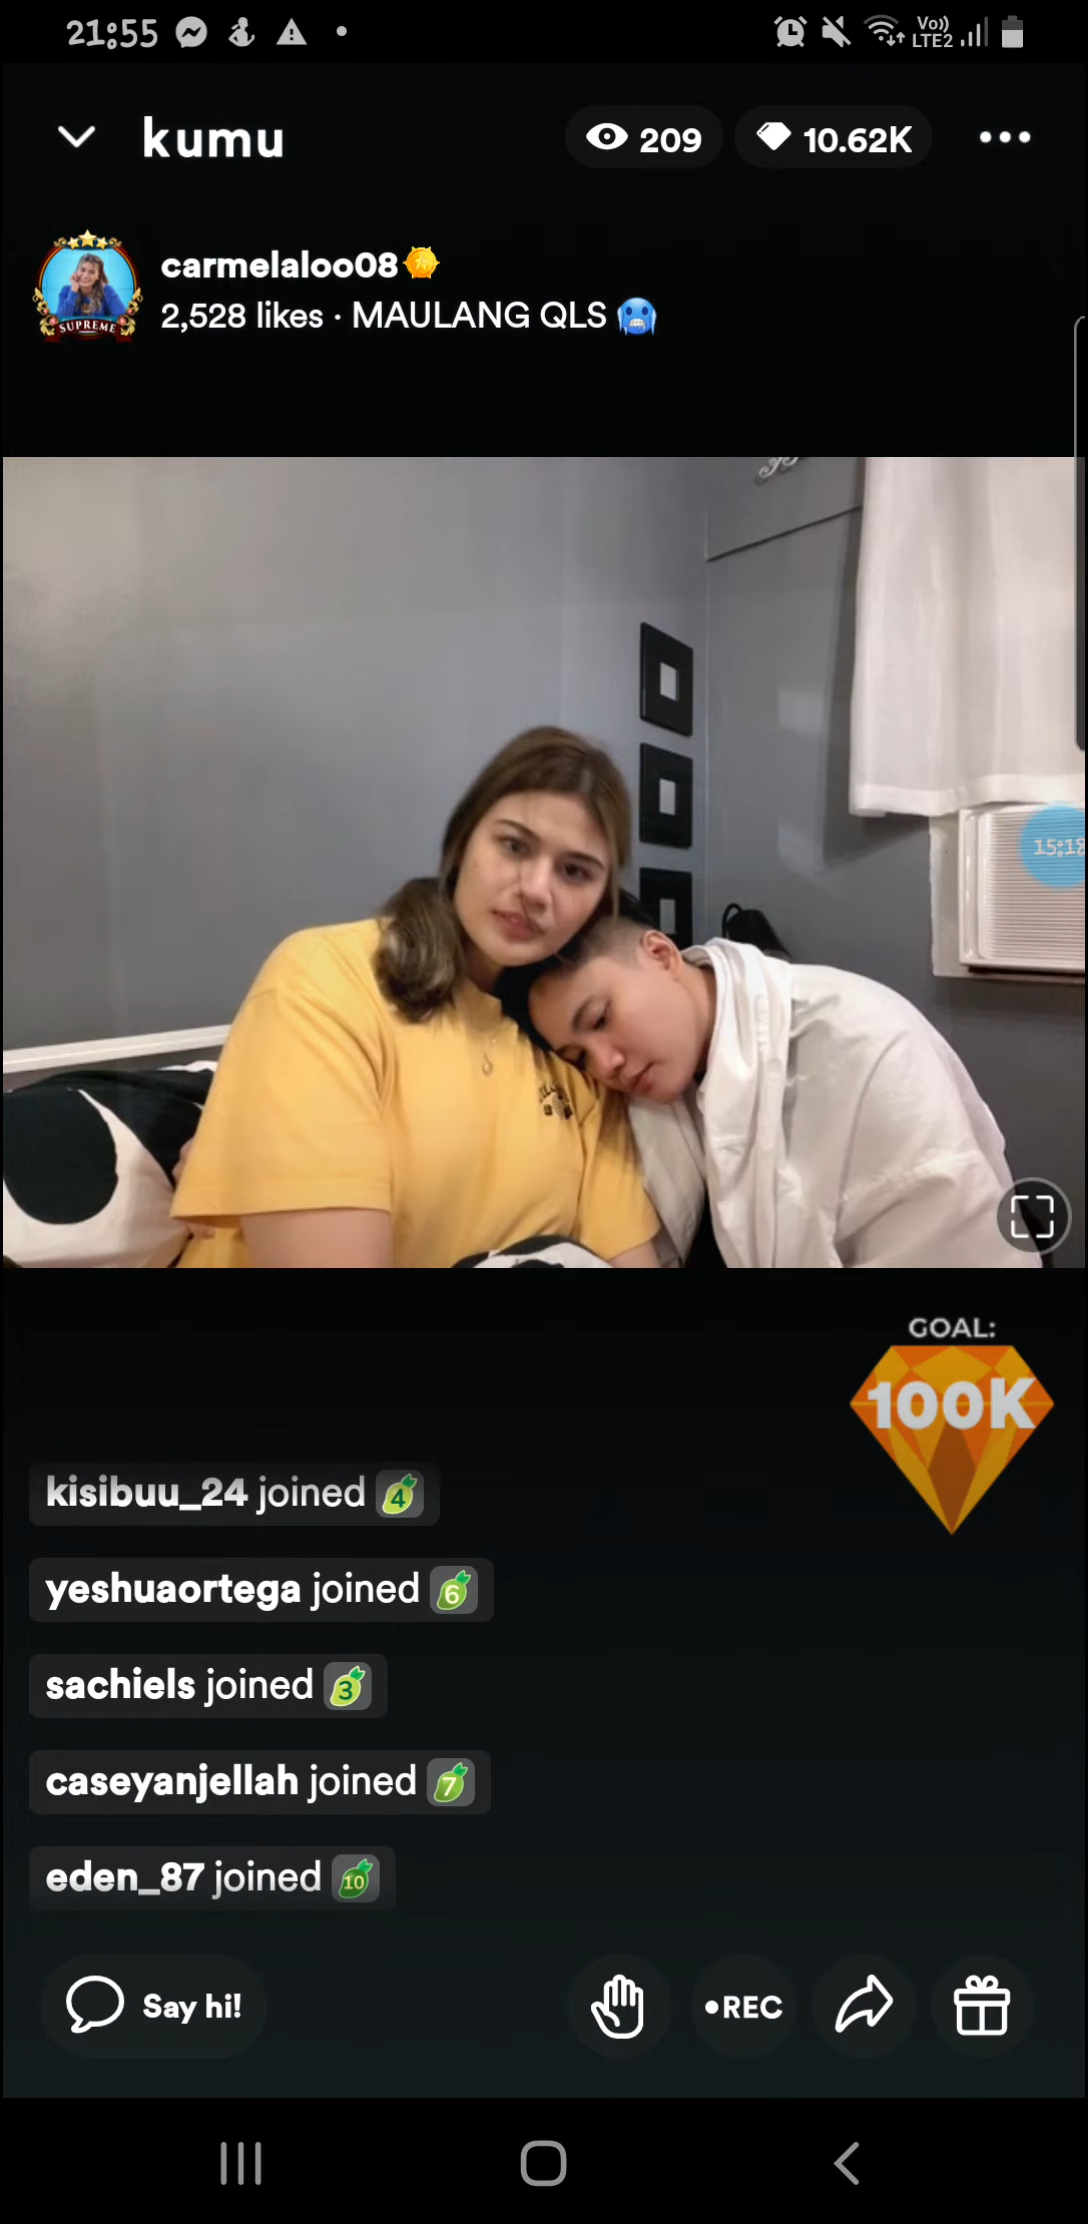 21:55
Vo))
LTE2
kumu
209
10.62K
carmelaloo08
SUPREME
2,528 likes · MAULANG QLS
15:18
GOAL:
100K
kisibuu_24 joined 4
yeshuaortega joined 6
sachiels joined 3
caseyanjellah joined 7
eden_87 joined 10
Say hi!
•REC